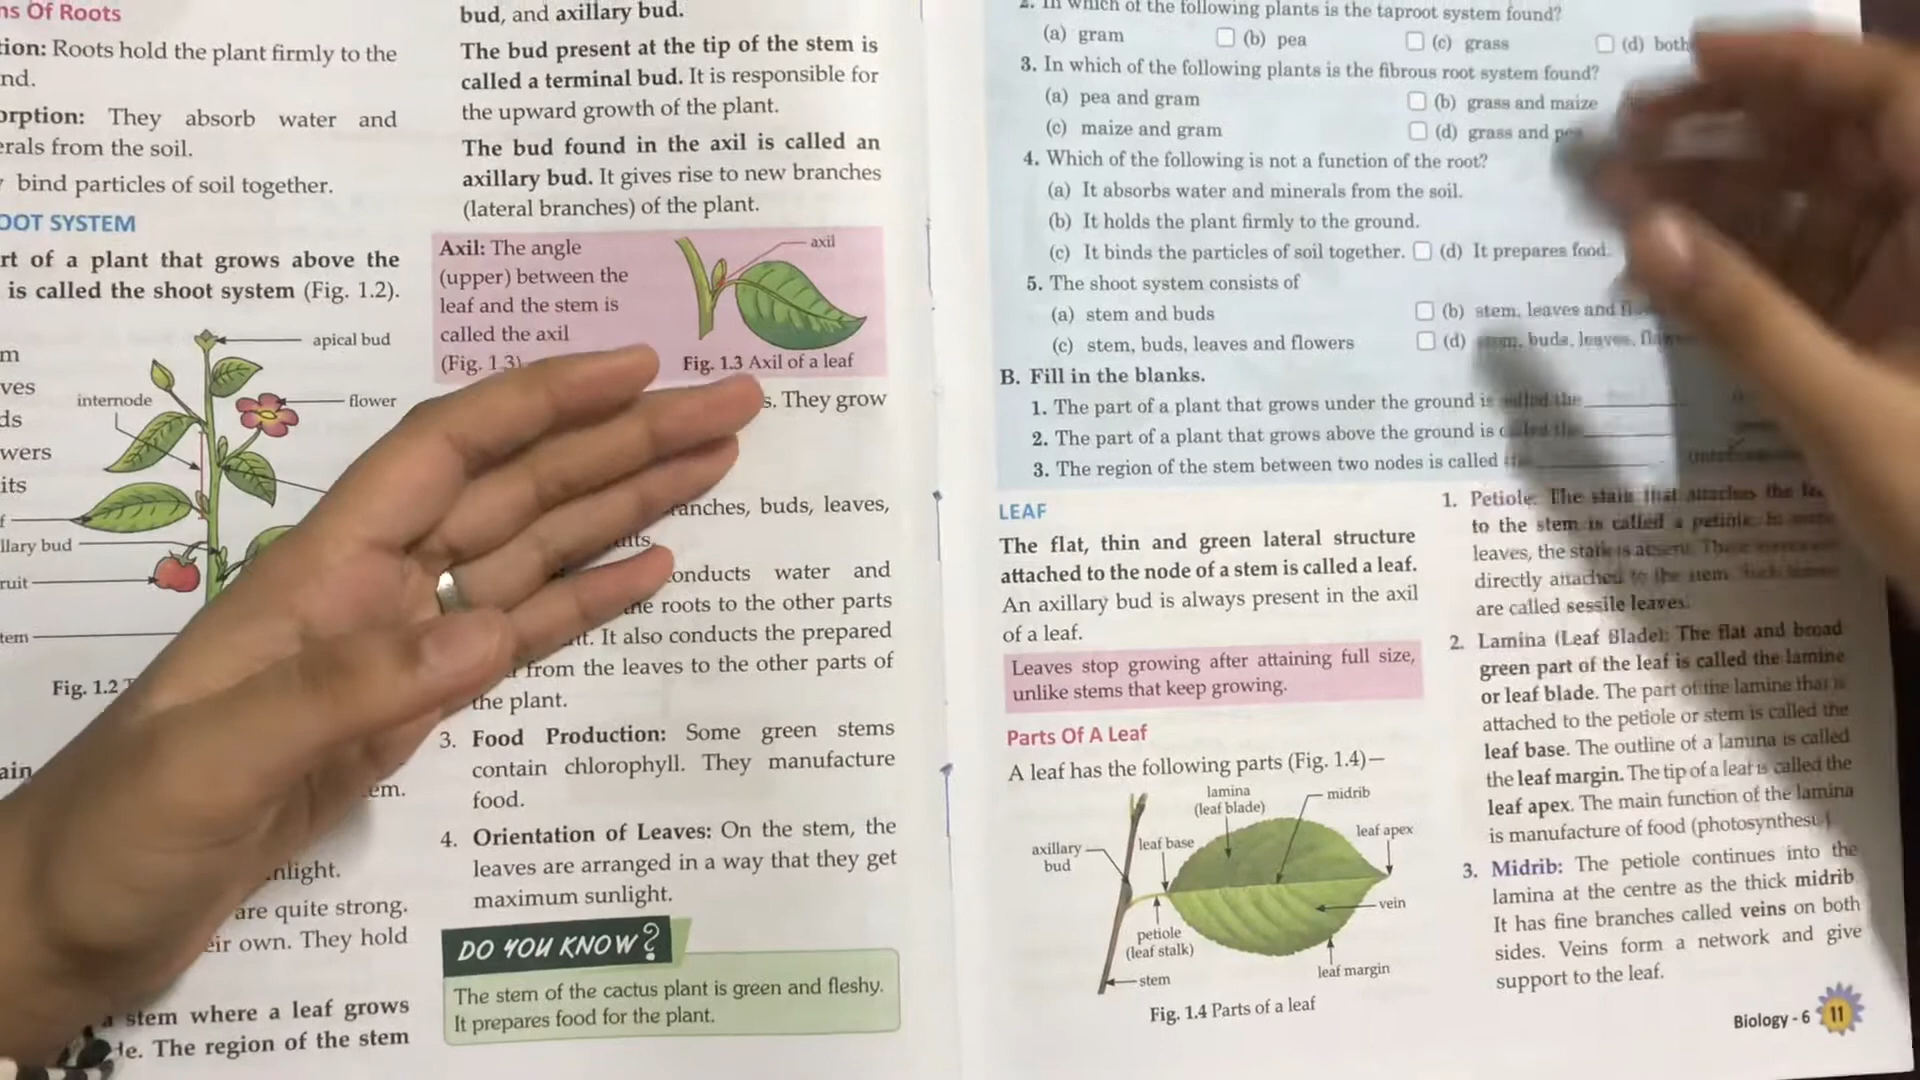 ns Of Roots
tion: Roots hold the plant firmly to the
nd.
orption: They absorb water and
erals from the soil.
bind particles of soil together.
OOT SYSTEM
rt of a plant that grows above the
is called the shoot system (Fig. 1.2).
m
ves
ds
wers
its
apical bud
internode
flower
f
llary bud
ruit
tem
Fig. 1.2
ain
em.
nlight.
are quite strong.
eir own. They hold
a stem where a leaf grows
de. The region of the stem
bud, and axillary bud.
The bud present at the tip of the stem is
called a terminal bud. It is responsible for
the upward growth of the plant.
The bud found in the axil is called an
axillary bud. It gives rise to new branches
(lateral branches) of the plant.
Axil: The angle
(upper) between the
leaf and the stem is
called the axil
(Fig. 1.3)
axil
Fig. 1.3 Axil of a leaf
s. They grow
ranches, buds, leaves,
uits.
conducts water and
the roots to the other parts
nt. It also conducts the prepared
from the leaves to the other parts of
the plant.
3. Food Production: Some green stems
contain chlorophyll. They manufacture
food.
4. Orientation of Leaves: On the stem, the
leaves are arranged in a way that they get
maximum sunlight.
DO YOU KNOW?
The stem of the cactus plant is green and fleshy.
It prepares food for the plant.
2. In which of the following plants is the taproot system found?
(a) gram (b) pea (c) grass (d) both
3. In which of the following plants is the fibrous root system found?
(a) pea and gram (b) grass and maize
(c) maize and gram (d) grass and pea
4. Which of the following is not a function of the root?
(a) It absorbs water and minerals from the soil.
(b) It holds the plant firmly to the ground.
(c) It binds the particles of soil together. (d) It prepares food.
5. The shoot system consists of
(a) stem and buds (b) stem, leaves and
(c) stem, buds, leaves and flowers (d) stem, buds, leaves,
B. Fill in the blanks.
1. The part of a plant that grows under the ground is called the
2. The part of a plant that grows above the ground is called the
3. The region of the stem between two nodes is called
LEAF
The flat, thin and green lateral structure
attached to the node of a stem is called a leaf.
An axillary bud is always present in the axil
of a leaf.
Leaves stop growing after attaining full size,
unlike stems that keep growing.
Parts Of A Leaf
A leaf has the following parts (Fig. 1.4)—
lamina
(leaf blade)
midrib
axillary
bud
leaf base
leaf apex
vein
petiole
(leaf stalk)
leaf margin
stem
Fig. 1.4 Parts of a leaf
1. Petiole: The stalk that attaches the
to the stem is called a petiole. In some
leaves, the stalk is absent. These
directly attached to the stem. Such leaves
are called sessile leaves.
2. Lamina (Leaf Blade): The flat and broad
green part of the leaf is called the lamine
or leaf blade. The part of the lamine that is
attached to the petiole or stem is called the
leaf base. The outline of a lamina is called
the leaf margin. The tip of a leaf is called the
leaf apex. The main function of the lamina
is manufacture of food (photosynthesi
3. Midrib: The petiole continues into the
lamina at the centre as the thick midrib
It has fine branches called veins on both
sides. Veins form a network and give
support to the leaf.
Biology - 6 11